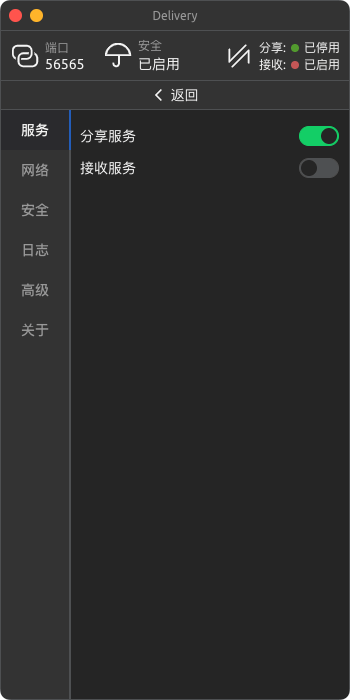 Delivery
端口
56565
安全
已启用
分享: 已停用
接收: 已启用
返回
服务
网络
安全
日志
高级
关于
分享服务
接收服务